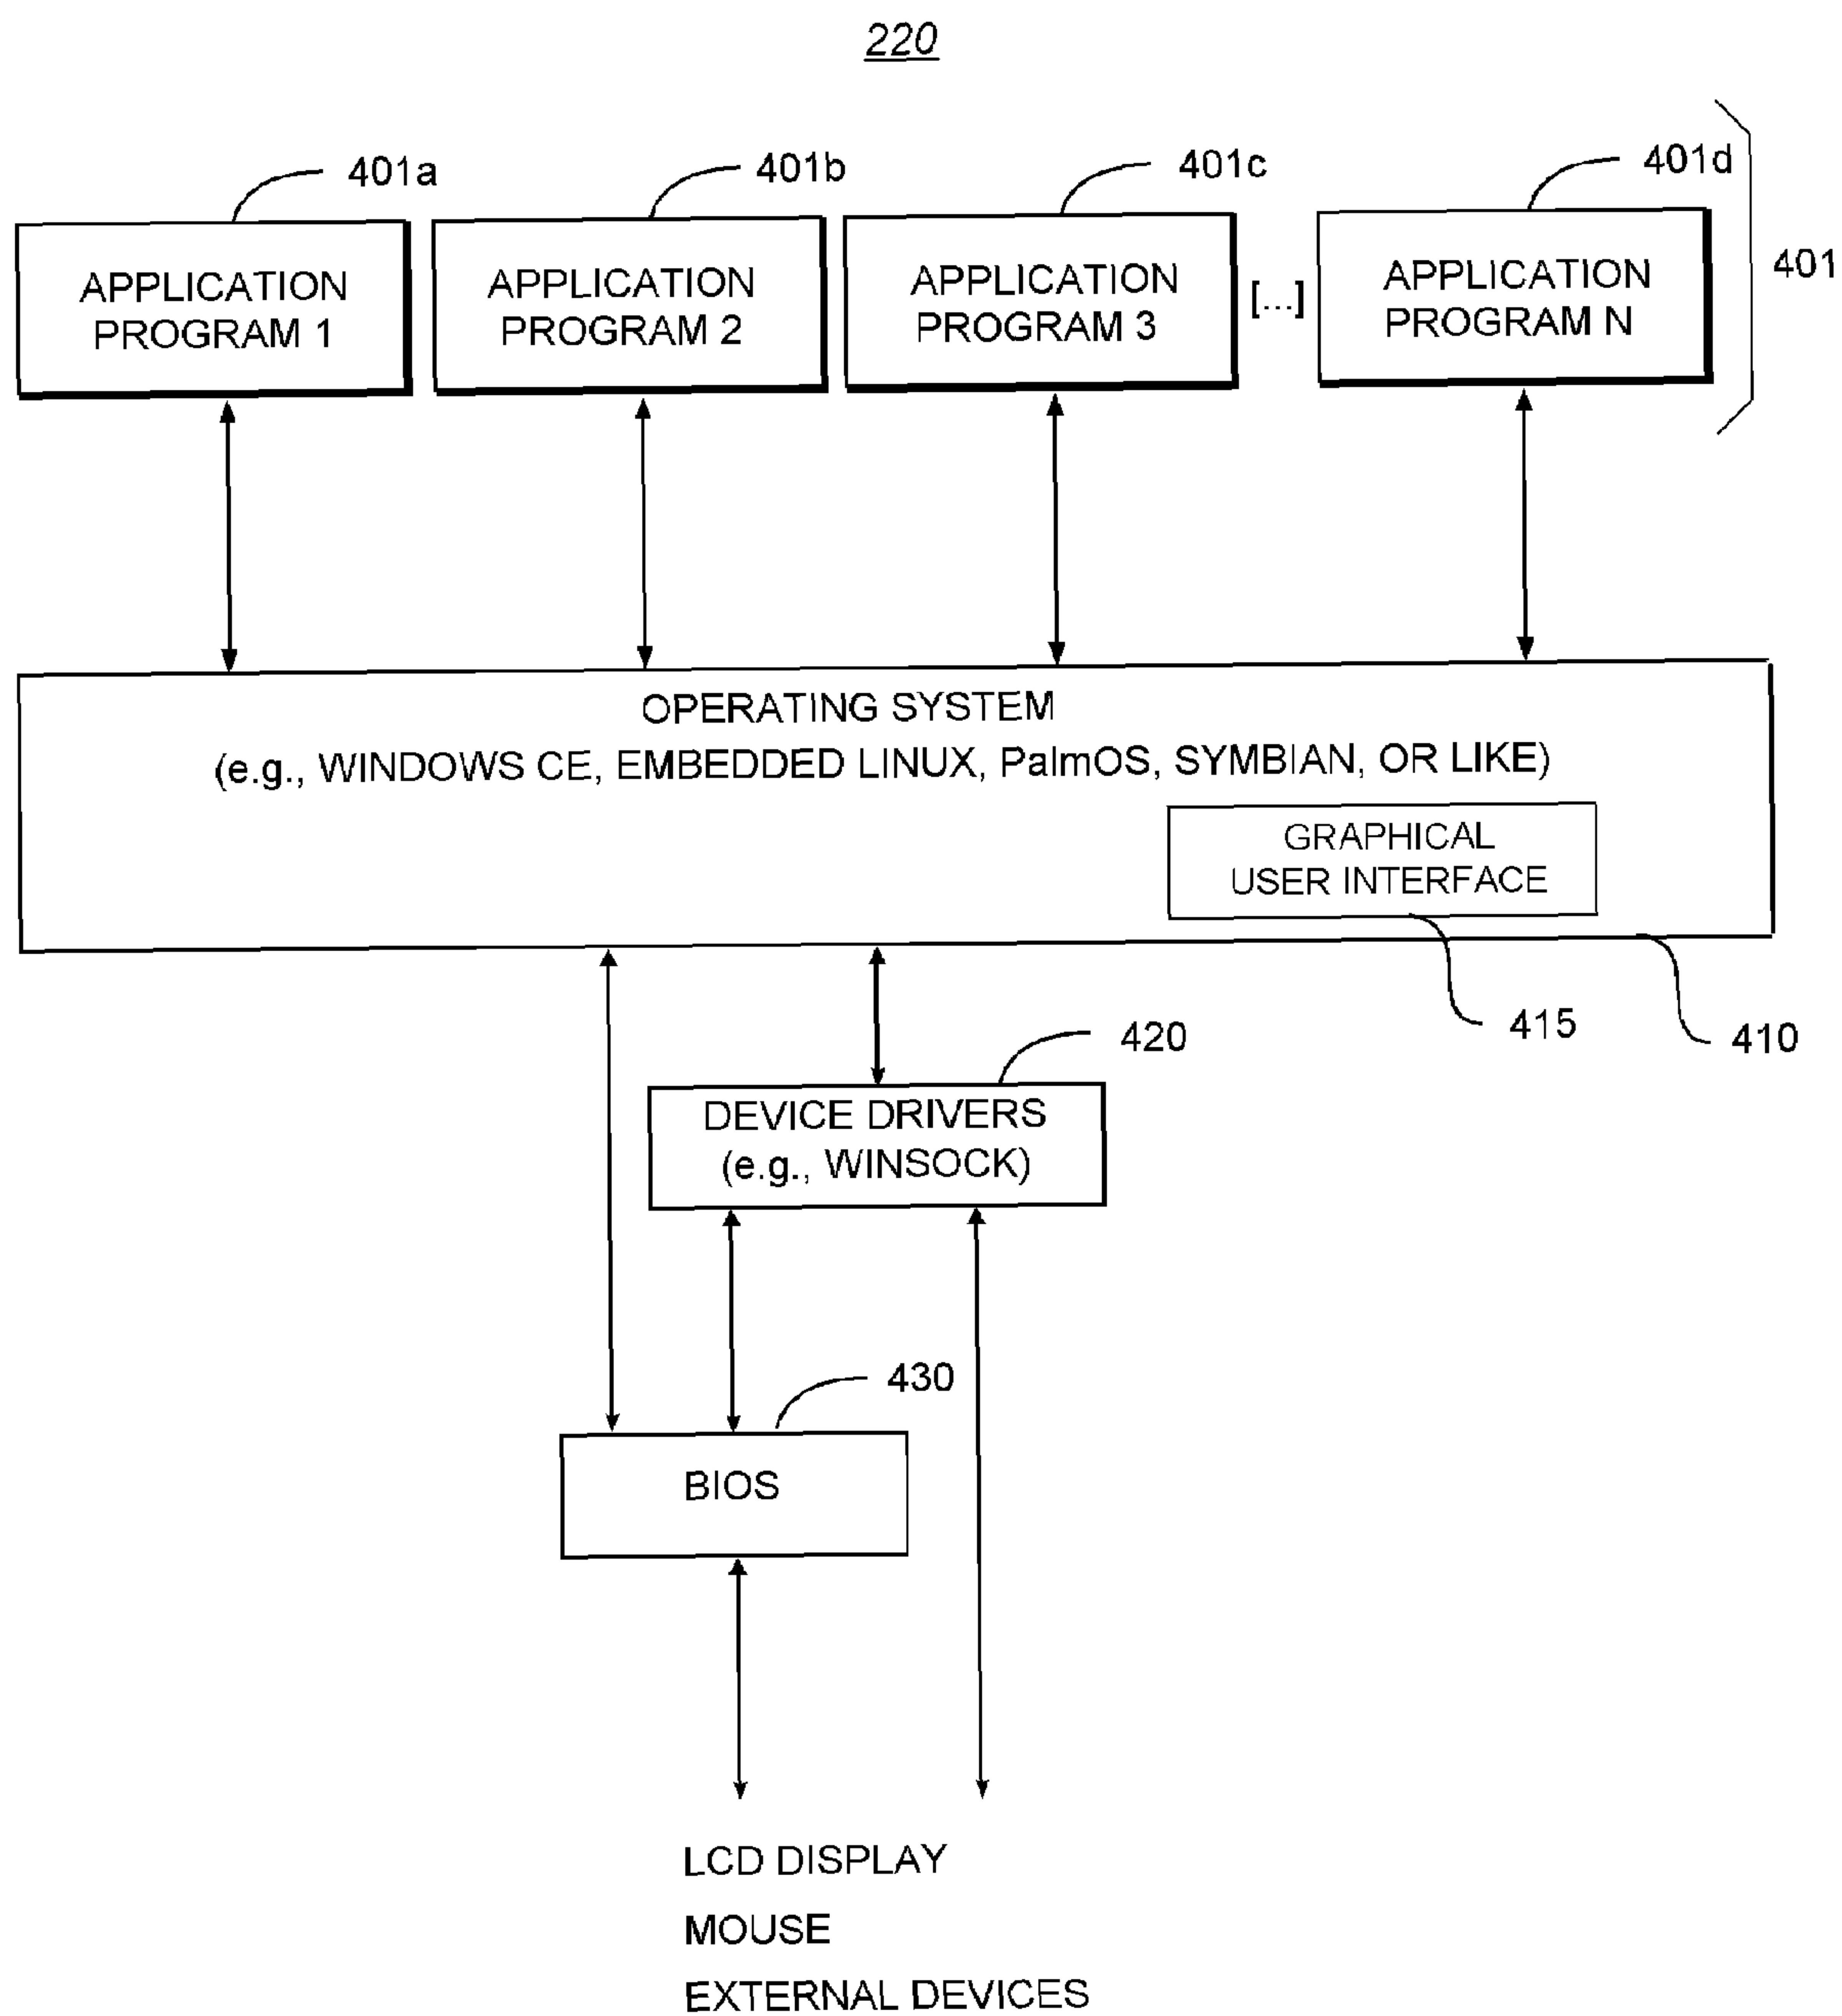 220
401a
401b
401c
401d
APPLICATION
PROGRAM 1
APPLICATION
PROGRAM 2
APPLICATION
PROGRAM 3
[...]
APPLICATION
PROGRAM N
401
OPERATING SYSTEM
(e.g., WINDOWS CE, EMBEDDED LINUX, PalmOS, SYMBIAN, OR LIKE)
GRAPHICAL
USER INTERFACE
415
410
420
DEVICE DRIVERS
(e.g., WINSOCK)
430
BIOS
LCD DISPLAY
MOUSE
EXTERNAL DEVICES